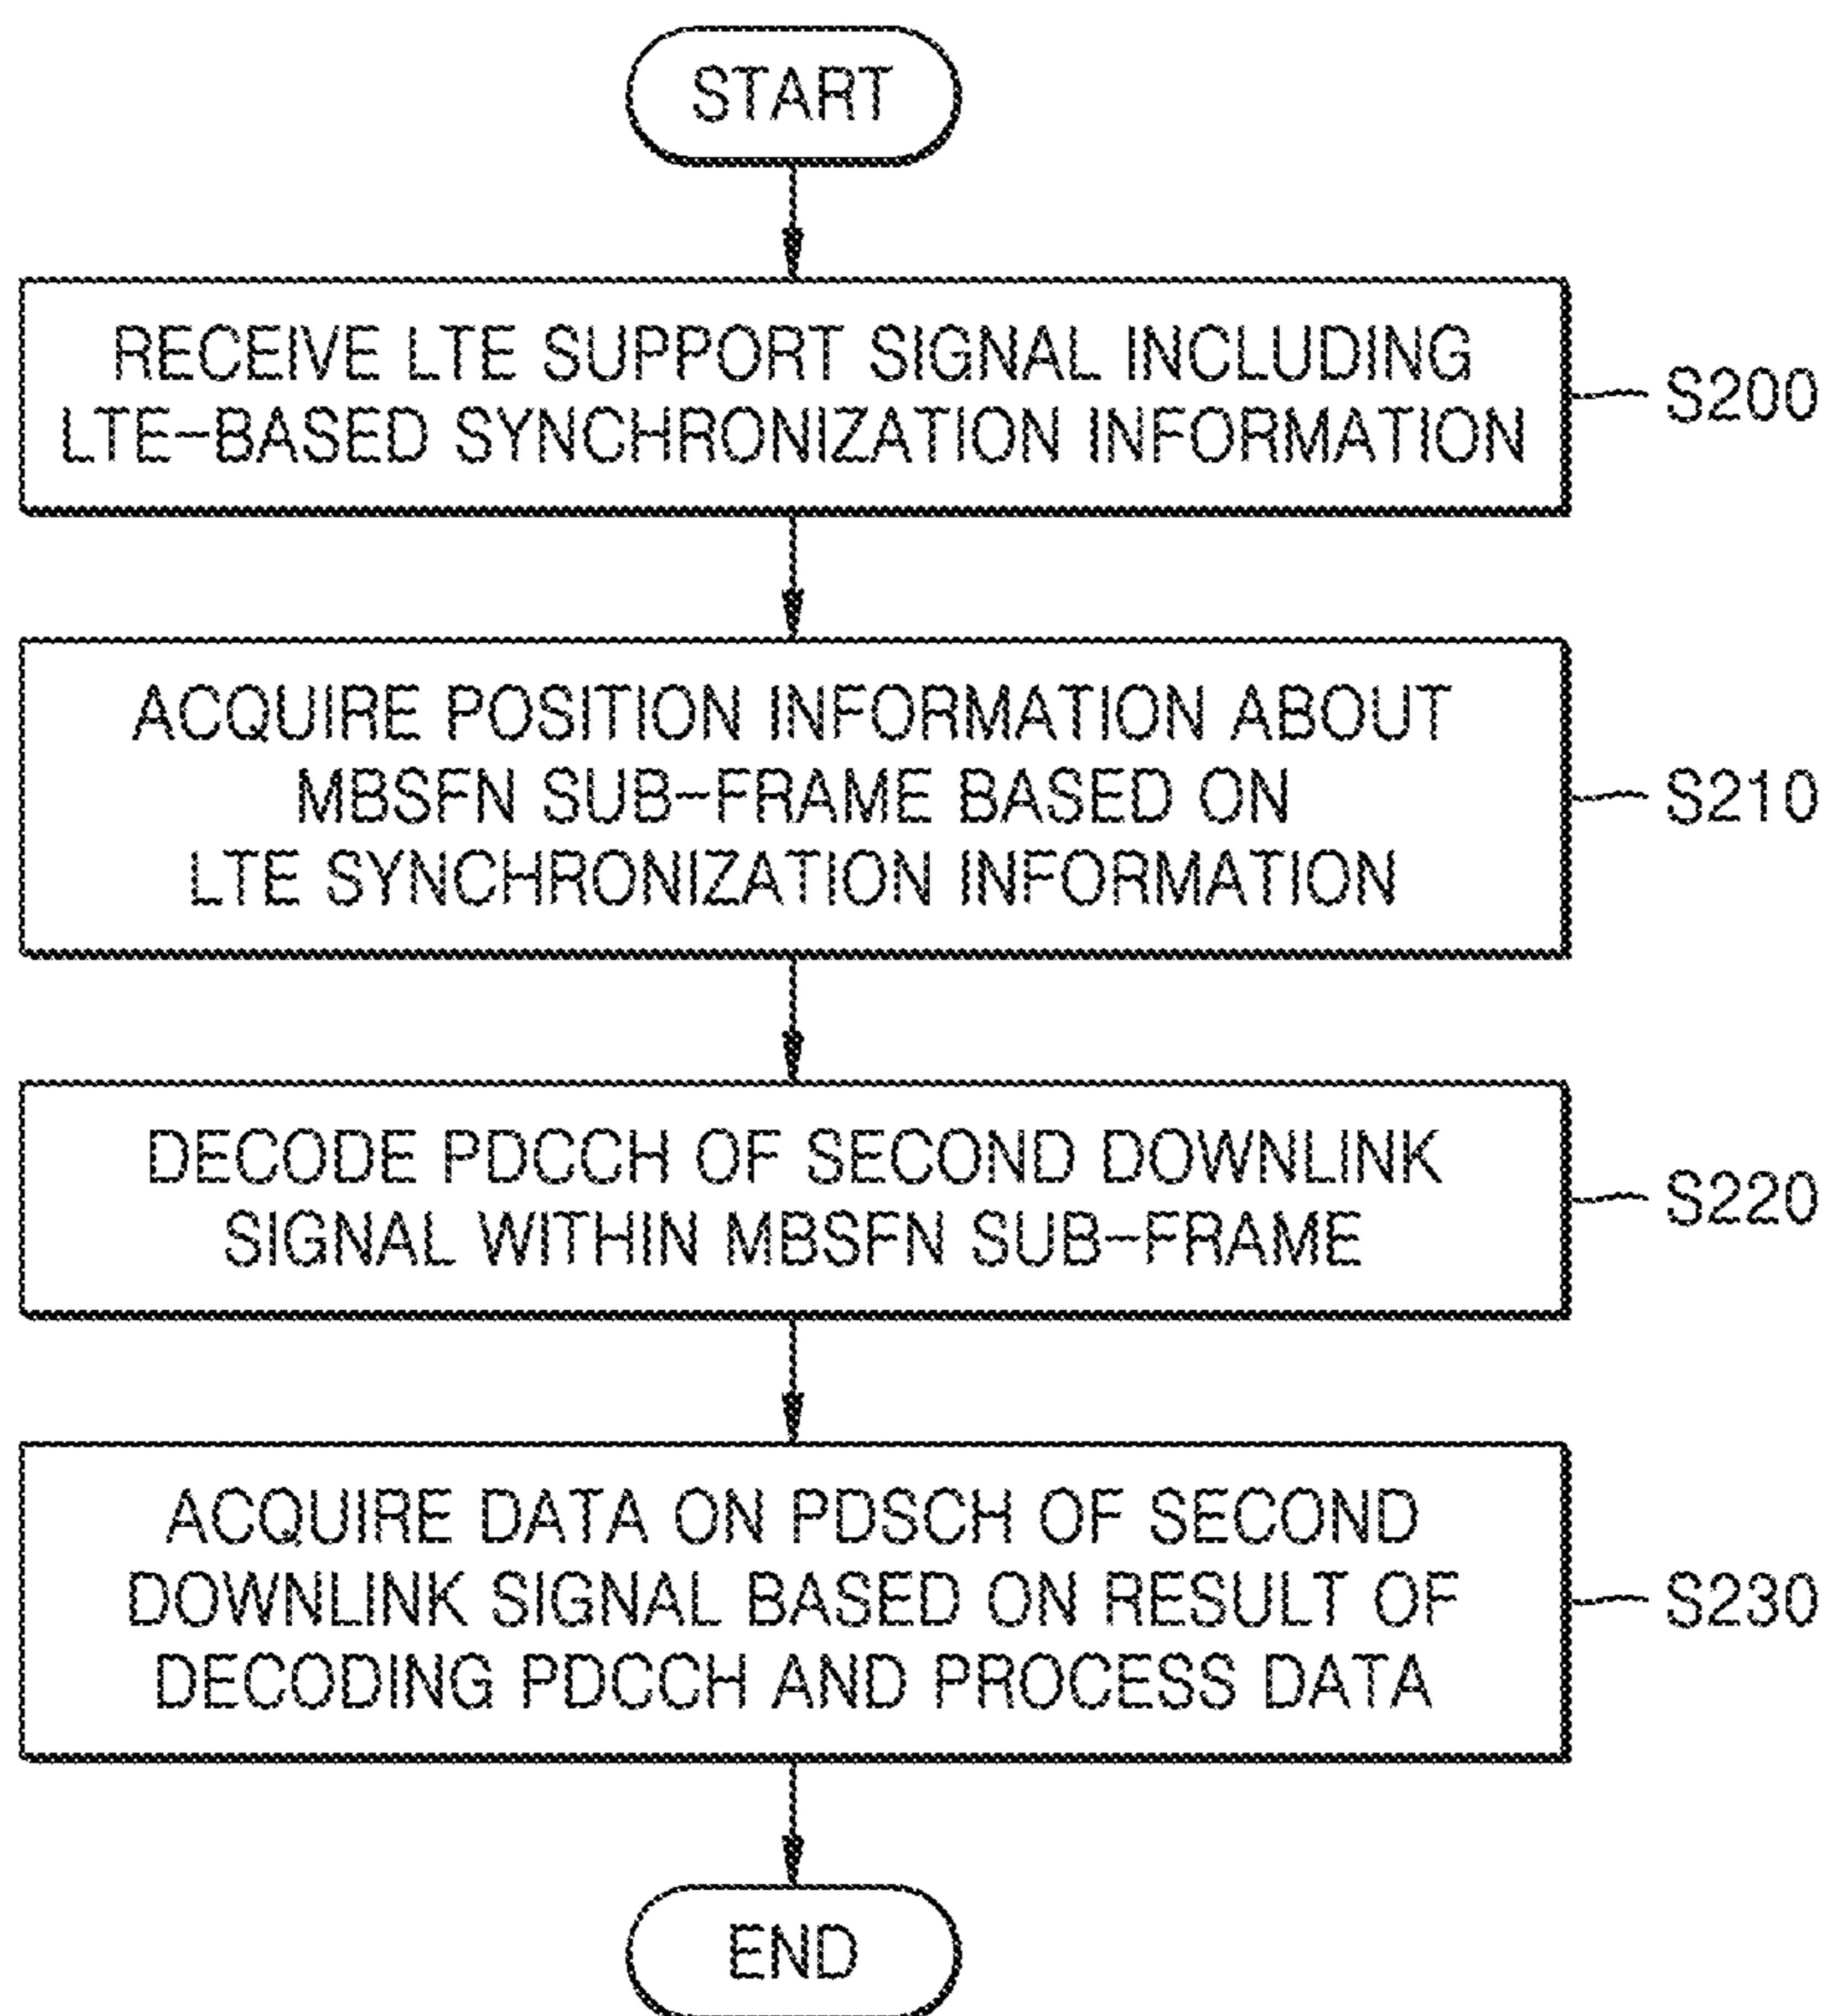 START
RECEIVE LTE SUPPORT SIGNAL INCLUDING
LTE-BASED SYNCHRONIZATION INFORMATION
S200
ACQUIRE POSITION INFORMATION ABOUT
MBSFN SUB-FRAME BASED ON
LTE SYNCHRONIZATION INFORMATION
S210
DECODE PDCCH OF SECOND DOWNLINK
SIGNAL WITHIN MBSFN SUB-FRAME
S220
ACQUIRE DATA ON PDSCH OF SECOND
DOWNLINK SIGNAL BASED ON RESULT OF
DECODING PDCCH AND PROCESS DATA
S230
END